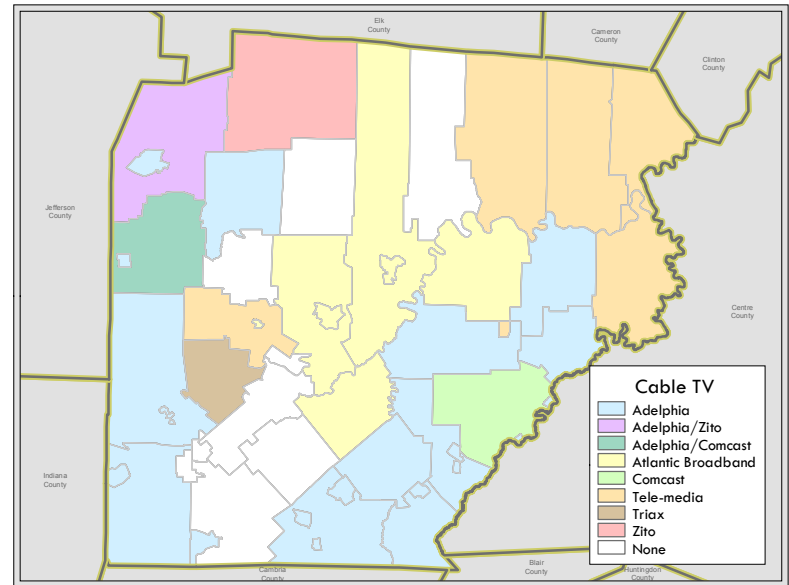 Elk
County
Cameron
County
Clinton
County
Jefferson
County
Centre
County
Indiana
County
Cable TV
Adelphia
Adelphia/Zito
Adelphia/Comcast
Atlantic Broadband
Comcast
Tele-media
Triax
Zito
None
Cambria
County
Blair
County
Huntingdon
County